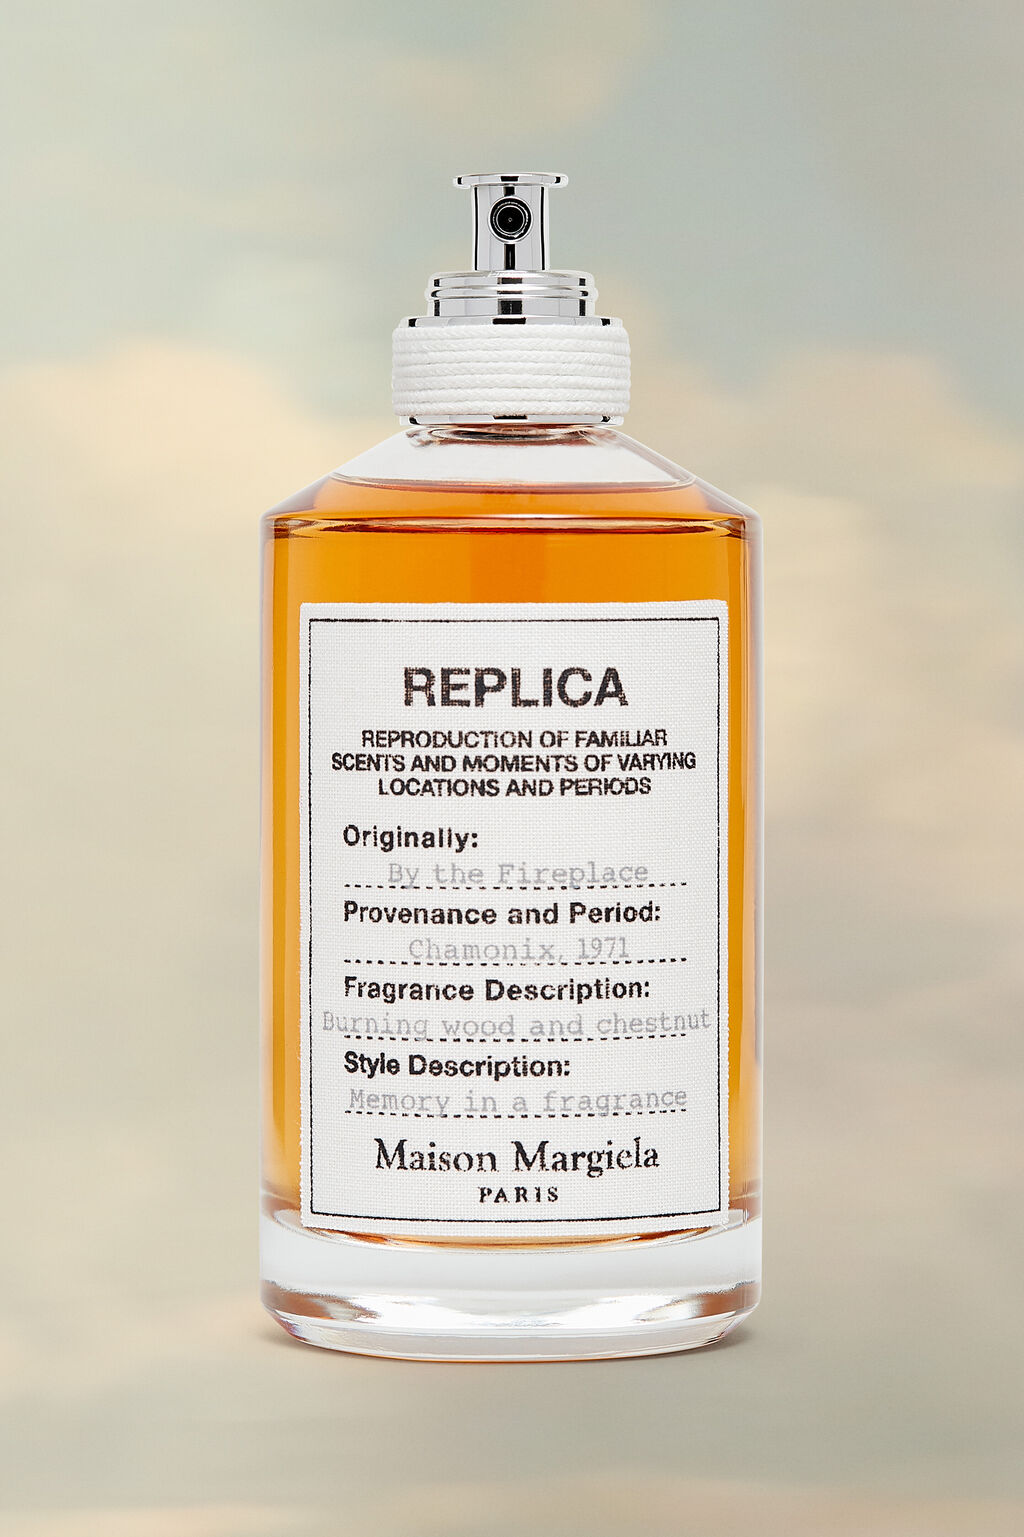 REPLICA
REPRODUCTION OF FAMILIAR
SCENTS AND MOMENTS OF VARYING
LOCATIONS AND PERIODS
Originally:
By the Fireplace
Provenance and Period:
Chamonix, 1971
Fragrance Description:
Burning wood and chestnut
Style Description:
Memory in a fragrance
Maison Margiela
PARIS